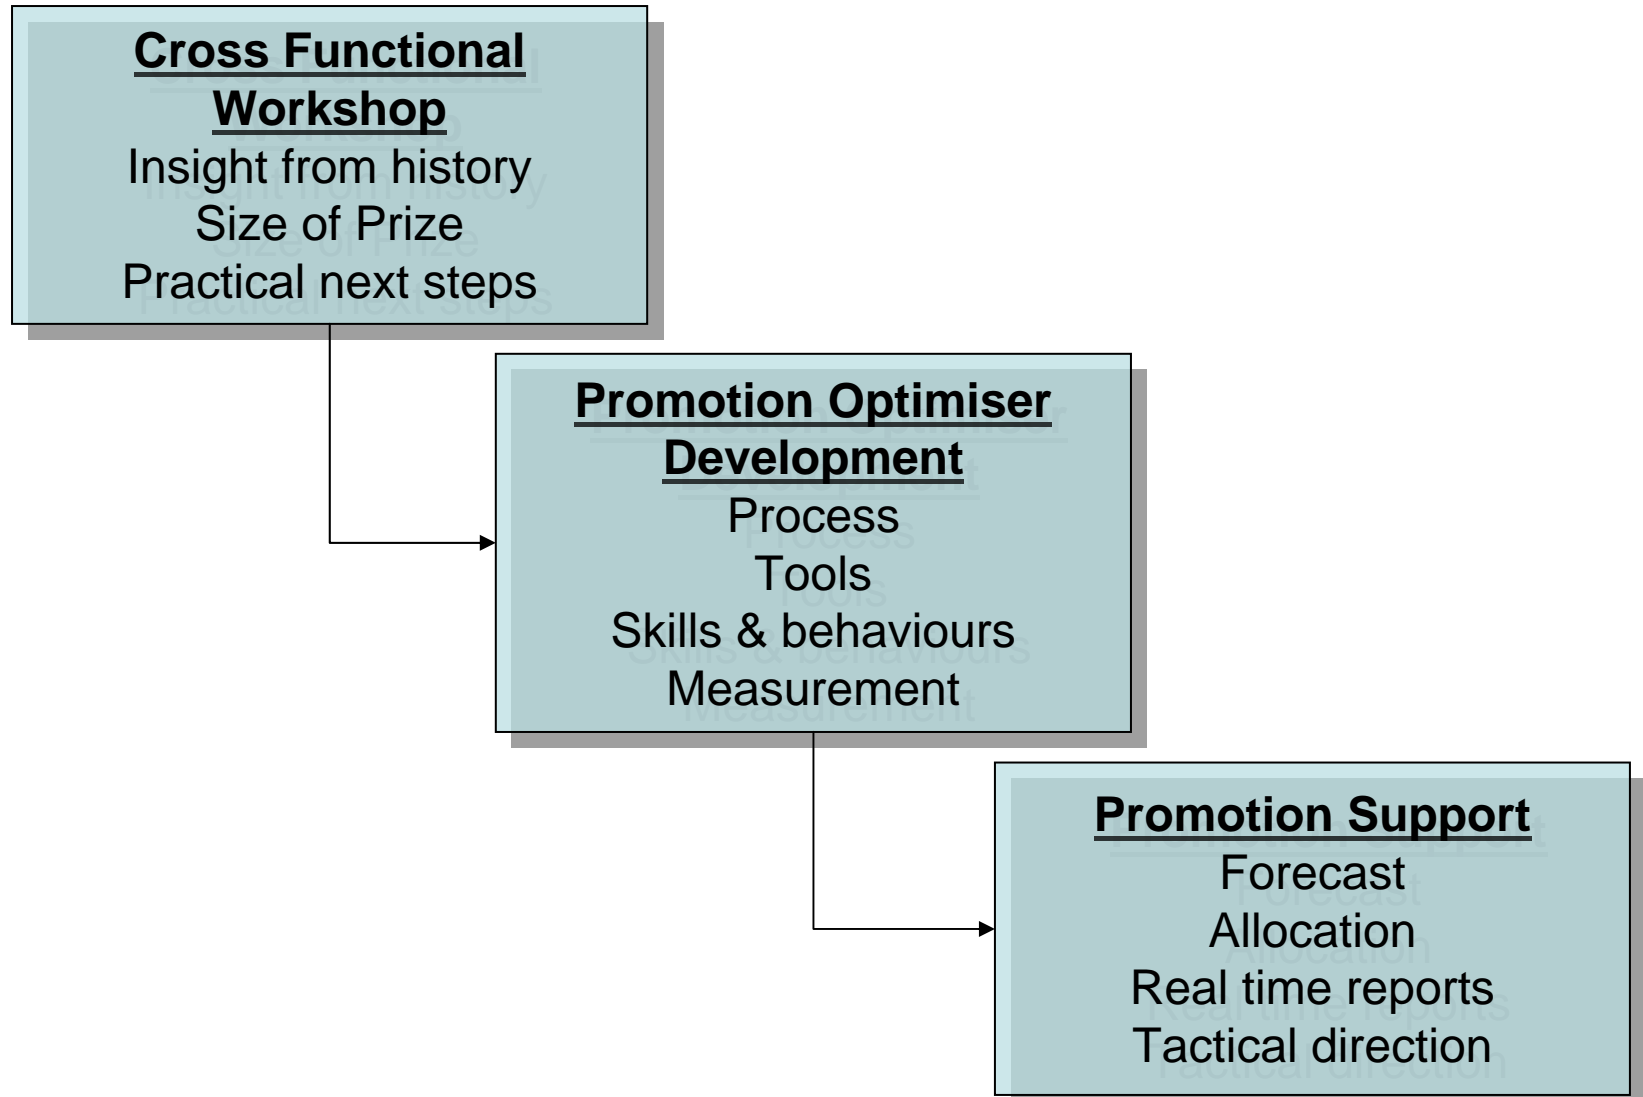 Cross Functional
Workshop
Insight from history
Size of Prize
Practical next steps
Promotion Optimiser
Development
Process
Tools
Skills & behaviours
Measurement
Promotion Support
Forecast
Allocation
Real time reports
Tactical direction